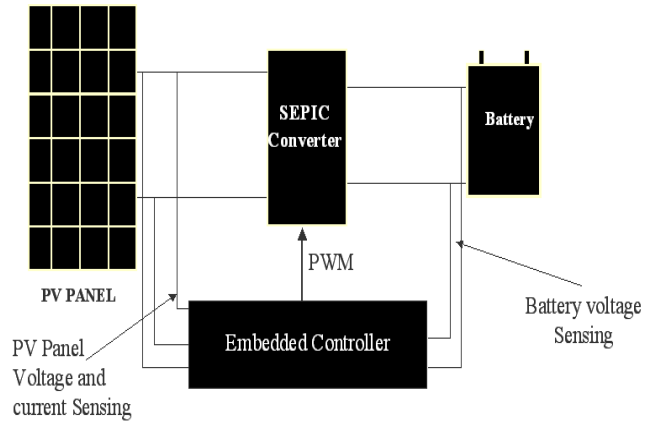 SEPIC
Converter
Battery
PV PANEL
PWM
Embedded Controller
Battery voltage
Sensing
PV Panel
Voltage and
current Sensing